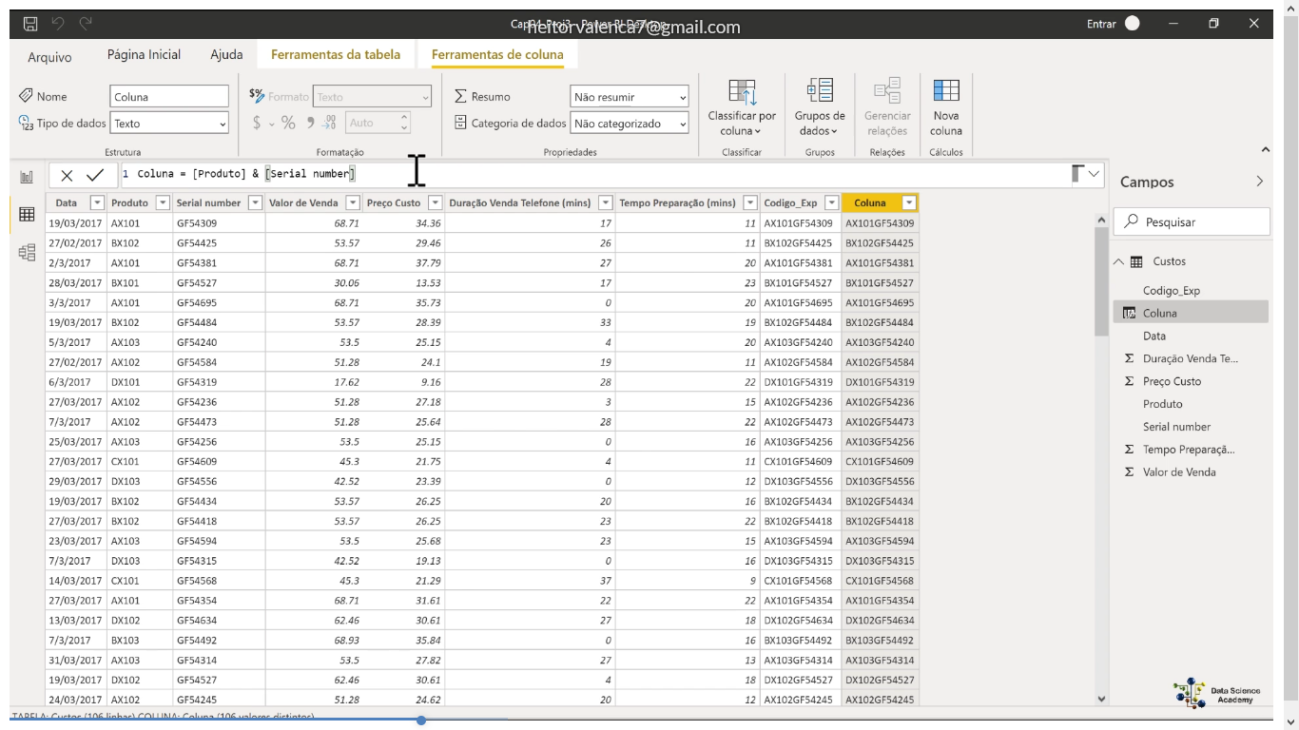 heitorvalenca7@gmail.com
Entrar
Arquivo Página Inicial Ajuda Ferramentas da tabela Ferramentas de coluna
Nome Coluna $% Formato Texto Resumo Não resumir
Tipo de dados Texto $ % Auto Categoria de dados Não categorizado
Classificar por coluna
Grupos de dados
Gerenciar relações
Nova coluna
Estrutura Formatação Propriedades Classificar Grupos Relações Cálculos
1 Coluna = [Produto] & [Serial number]
Data Produto Serial number Valor de Venda Preço Custo Duração Venda Telefone (mins) Tempo Preparação (mins) Codigo_Exp Coluna
19/03/2017 AX101 GF54309 68.71 34.36 17 11 AX101GF54309 AX101GF54309
27/02/2017 BX102 GF54425 53.57 29.46 26 11 BX102GF54425 BX102GF54425
2/3/2017 AX101 GF54381 68.71 37.79 27 20 AX101GF54381 AX101GF54381
28/03/2017 BX101 GF54527 30.06 13.53 17 23 BX101GF54527 BX101GF54527
3/3/2017 AX101 GF54695 68.71 35.73 0 20 AX101GF54695 AX101GF54695
19/03/2017 BX102 GF54484 53.57 28.39 33 19 BX102GF54484 BX102GF54484
5/3/2017 AX103 GF54240 53.5 25.15 4 20 AX103GF54240 AX103GF54240
27/02/2017 AX102 GF54584 51.28 24.1 19 11 AX102GF54584 AX102GF54584
6/3/2017 DX101 GF54319 17.62 9.16 28 22 DX101GF54319 DX101GF54319
27/03/2017 AX102 GF54236 51.28 27.18 3 15 AX102GF54236 AX102GF54236
7/3/2017 AX102 GF54473 51.28 25.64 28 22 AX102GF54473 AX102GF54473
25/03/2017 AX103 GF54256 53.5 25.15 0 16 AX103GF54256 AX103GF54256
27/03/2017 CX101 GF54609 45.3 21.75 4 11 CX101GF54609 CX101GF54609
29/03/2017 DX103 GF54556 42.52 23.39 0 12 DX103GF54556 DX103GF54556
19/03/2017 BX102 GF54434 53.57 26.25 20 16 BX102GF54434 BX102GF54434
27/03/2017 BX102 GF54418 53.57 26.25 23 22 BX102GF54418 BX102GF54418
23/03/2017 AX103 GF54594 53.5 25.68 23 15 AX103GF54594 AX103GF54594
7/3/2017 DX103 GF54315 42.52 19.13 0 16 DX103GF54315 DX103GF54315
14/03/2017 CX101 GF54568 45.3 21.29 37 9 CX101GF54568 CX101GF54568
27/03/2017 AX101 GF54354 68.71 31.61 22 22 AX101GF54354 AX101GF54354
13/03/2017 DX102 GF54634 62.46 30.61 27 18 DX102GF54634 DX102GF54634
7/3/2017 BX103 GF54492 68.93 35.84 0 16 BX103GF54492 BX103GF54492
31/03/2017 AX103 GF54314 53.5 27.82 27 13 AX103GF54314 AX103GF54314
19/03/2017 DX102 GF54527 62.46 30.61 4 18 DX102GF54527 DX102GF54527
24/03/2017 AX102 GF54245 51.28 24.62 20 12 AX102GF54245 AX102GF54245
TABELA: Custos (106 linhas) COLUNA: Coluna (106 valores distintos)
Campos
Pesquisar
Custos
Codigo_Exp
Coluna
Data
Duração Venda Te...
Preço Custo
Produto
Serial number
Tempo Preparaçã...
Valor de Venda
Data Science
Academy